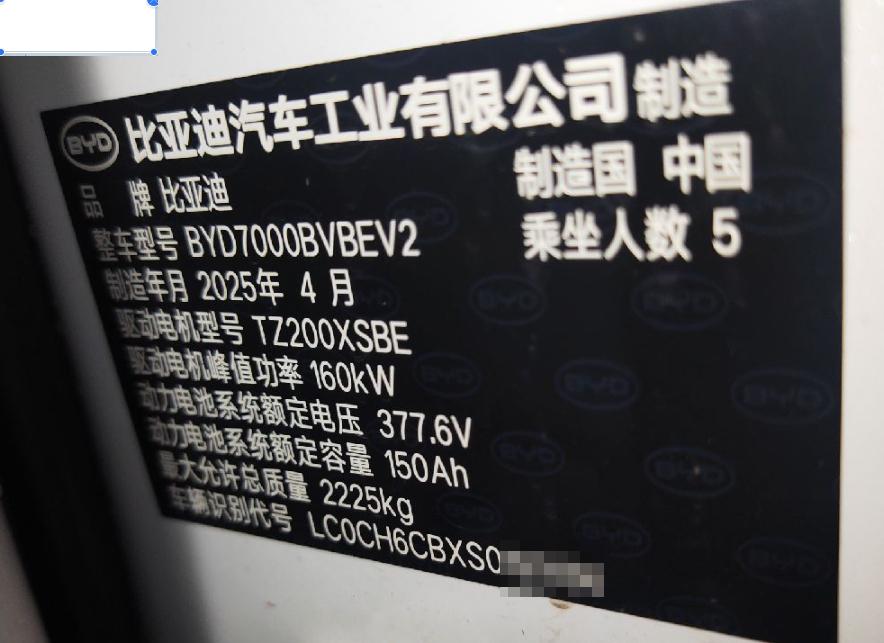 BYD 比亚迪汽车工业有限公司制造
品 牌 比亚迪
制造国 中国
整车型号 BYD7000BVBEV2
乘坐人数 5
制造年月 2025年 4 月
驱动电机型号 TZ200XSBE
驱动电机峰值功率 160kW
动力电池系统额定电压 377.6V
动力电池系统额定容量 150Ah
最大允许总质量 2225kg
车辆识别代号 LC0CH6CBXS0